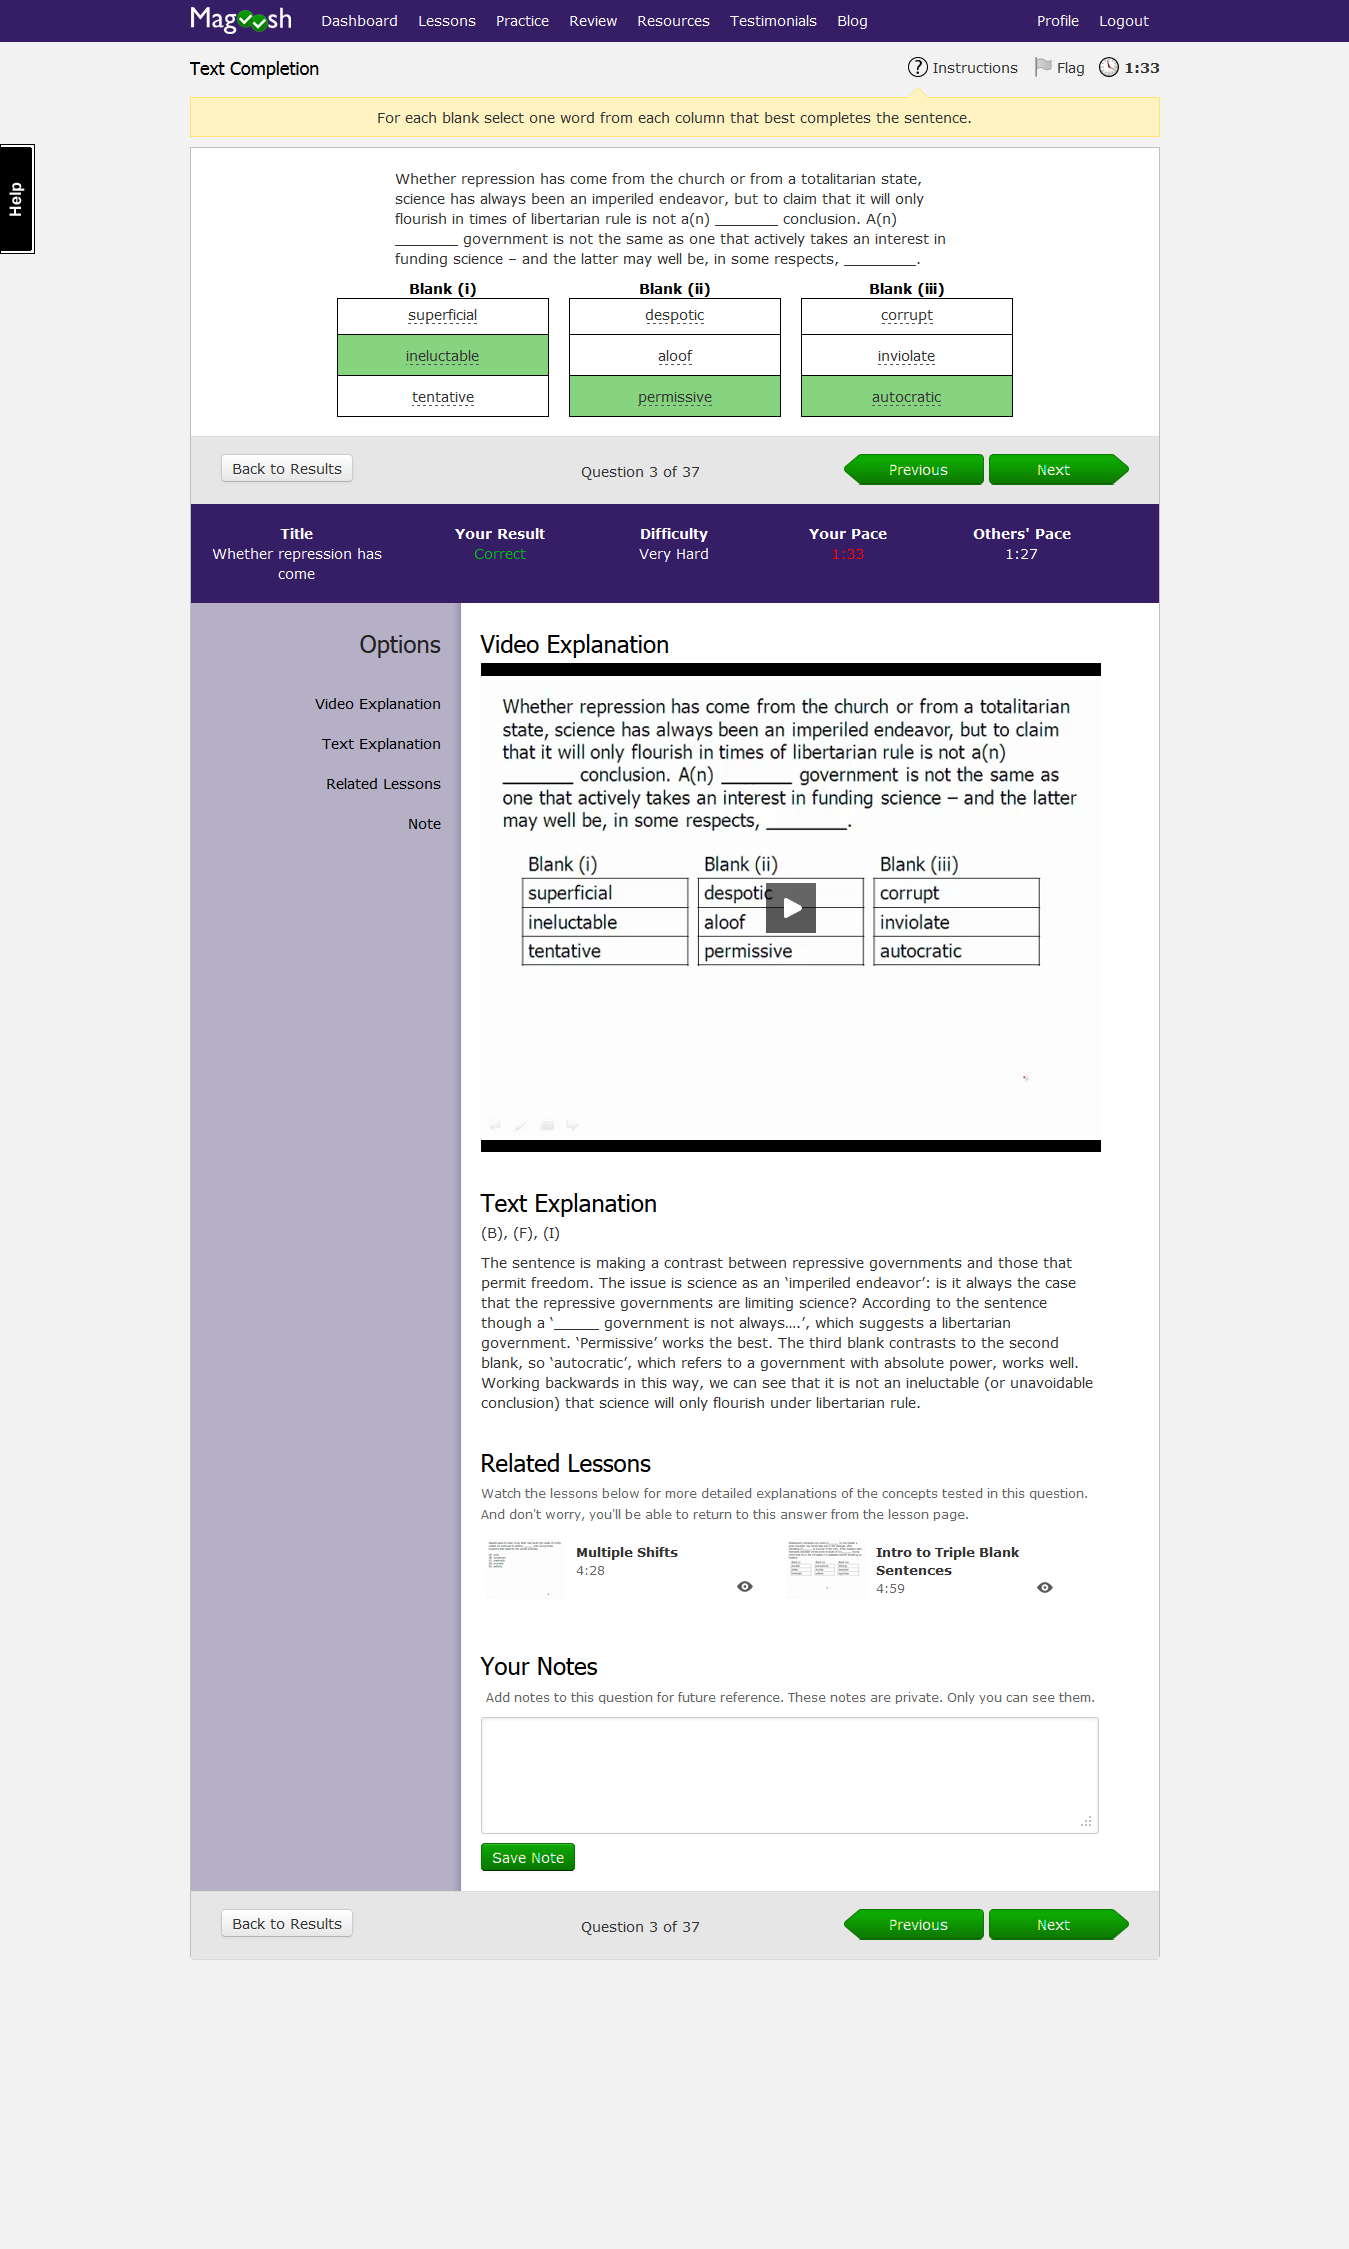 Magoosh Dashboard Lessons Practice Review Resources Testimonials Blog Profile Logout
Text Completion Instructions Flag 1:33
For each blank select one word from each column that best completes the sentence.
Help
Whether repression has come from the church or from a totalitarian state,
science has always been an imperiled endeavor, but to claim that it will only
flourish in times of libertarian rule is not a(n) ________ conclusion. A(n)
________ government is not the same as one that actively takes an interest in
funding science – and the latter may well be, in some respects, _________.
Blank (i) Blank (ii) Blank (iii)
superficial despotic corrupt
ineluctable aloof inviolate
tentative permissive autocratic
Back to Results Question 3 of 37 Previous Next
Title Your Result Difficulty Your Pace Others' Pace
Whether repression has Correct Very Hard 1:33 1:27
come
Options
Video Explanation
Text Explanation
Related Lessons
Note
Video Explanation
Whether repression has come from the church or from a totalitarian
state, science has always been an imperiled endeavor, but to claim
that it will only flourish in times of libertarian rule is not a(n)
_______ conclusion. A(n) _______ government is not the same as
one that actively takes an interest in funding science – and the latter
may well be, in some respects, ________.
Blank (i) Blank (ii) Blank (iii)
superficial despotic corrupt
ineluctable aloof inviolate
tentative permissive autocratic
Text Explanation
(B), (F), (I)
The sentence is making a contrast between repressive governments and those that
permit freedom. The issue is science as an ‘imperiled endeavor’: is it always the case
that the repressive governments are limiting science? According to the sentence
though a ‘______ government is not always....’, which suggests a libertarian
government. ‘Permissive’ works the best. The third blank contrasts to the second
blank, so ‘autocratic’, which refers to a government with absolute power, works well.
Working backwards in this way, we can see that it is not an ineluctable (or unavoidable
conclusion) that science will only flourish under libertarian rule.
Related Lessons
Watch the lessons below for more detailed explanations of the concepts tested in this question.
And don't worry, you'll be able to return to this answer from the lesson page.
Multiple Shifts
4:28
Intro to Triple Blank
Sentences
4:59
Your Notes
Add notes to this question for future reference. These notes are private. Only you can see them.
Save Note
Back to Results Question 3 of 37 Previous Next